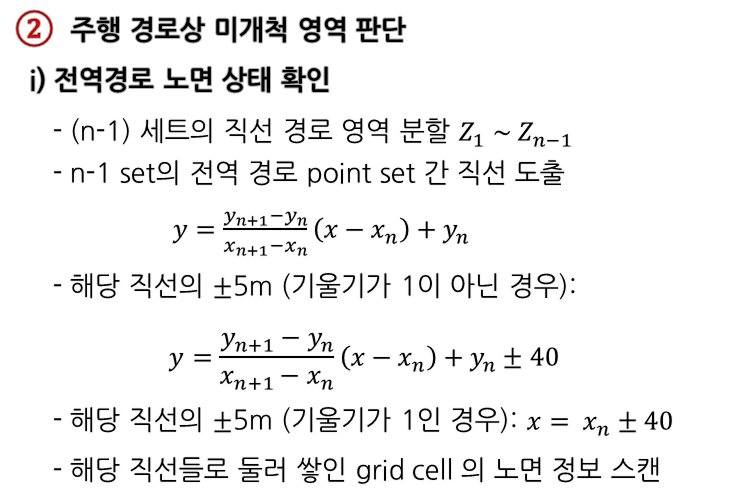 ② 주행 경로상 미개척 영역 판단
i) 전역경로 노면 상태 확인
- (n-1) 세트의 직선 경로 영역 분할 Z₁ ~ Zₙ₋₁
- n-1 set의 전역 경로 point set 간 직선 도출
y = \frac{y_{n+1}-y_n}{x_{n+1}-x_n}(x − x_n) + y_n
- 해당 직선의 ±5m (기울기가 1이 아닌 경우):
y = \frac{y_{n+1} − y_n}{x_{n+1} − x_n}(x − x_n) + y_n ± 40
- 해당 직선의 ±5m (기울기가 1인 경우): x = x_n ± 40
- 해당 직선들로 둘러 쌓인 grid cell 의 노면 정보 스캔